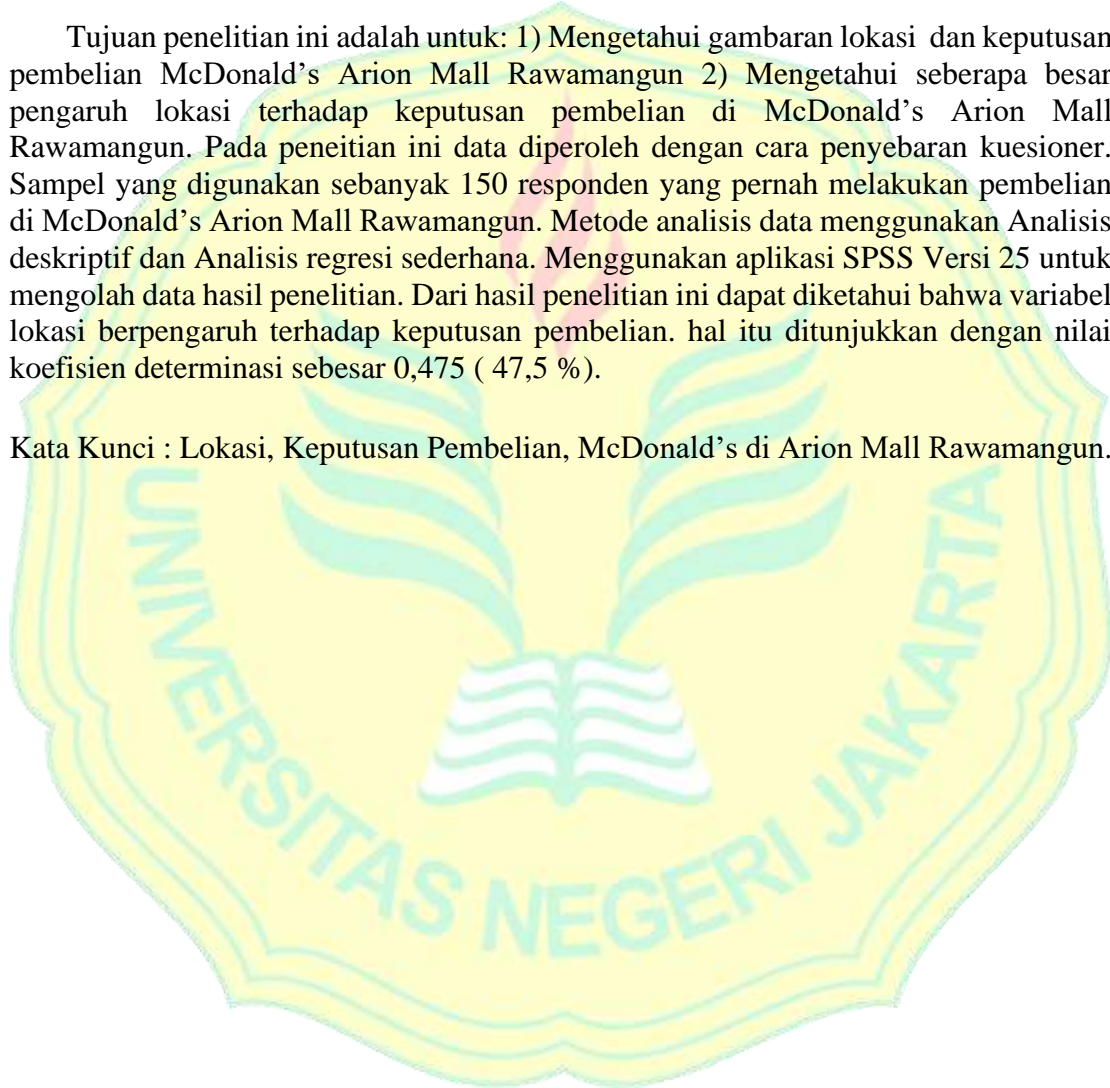 Tujuan penelitian ini adalah untuk: 1) Mengetahui gambaran lokasi dan keputusan
pembelian McDonald’s Arion Mall Rawamangun 2) Mengetahui seberapa besar
pengaruh lokasi terhadap keputusan pembelian di McDonald’s Arion Mall
Rawamangun. Pada peneitian ini data diperoleh dengan cara penyebaran kuesioner.
Sampel yang digunakan sebanyak 150 responden yang pernah melakukan pembelian
di McDonald’s Arion Mall Rawamangun. Metode analisis data menggunakan Analisis
deskriptif dan Analisis regresi sederhana. Menggunakan aplikasi SPSS Versi 25 untuk
mengolah data hasil penelitian. Dari hasil penelitian ini dapat diketahui bahwa variabel
lokasi berpengaruh terhadap keputusan pembelian. hal itu ditunjukkan dengan nilai
koefisien determinasi sebesar 0,475 ( 47,5 %).
Kata Kunci : Lokasi, Keputusan Pembelian, McDonald’s di Arion Mall Rawamangun.
UNIVERSITAS NEGERI JAKARTA